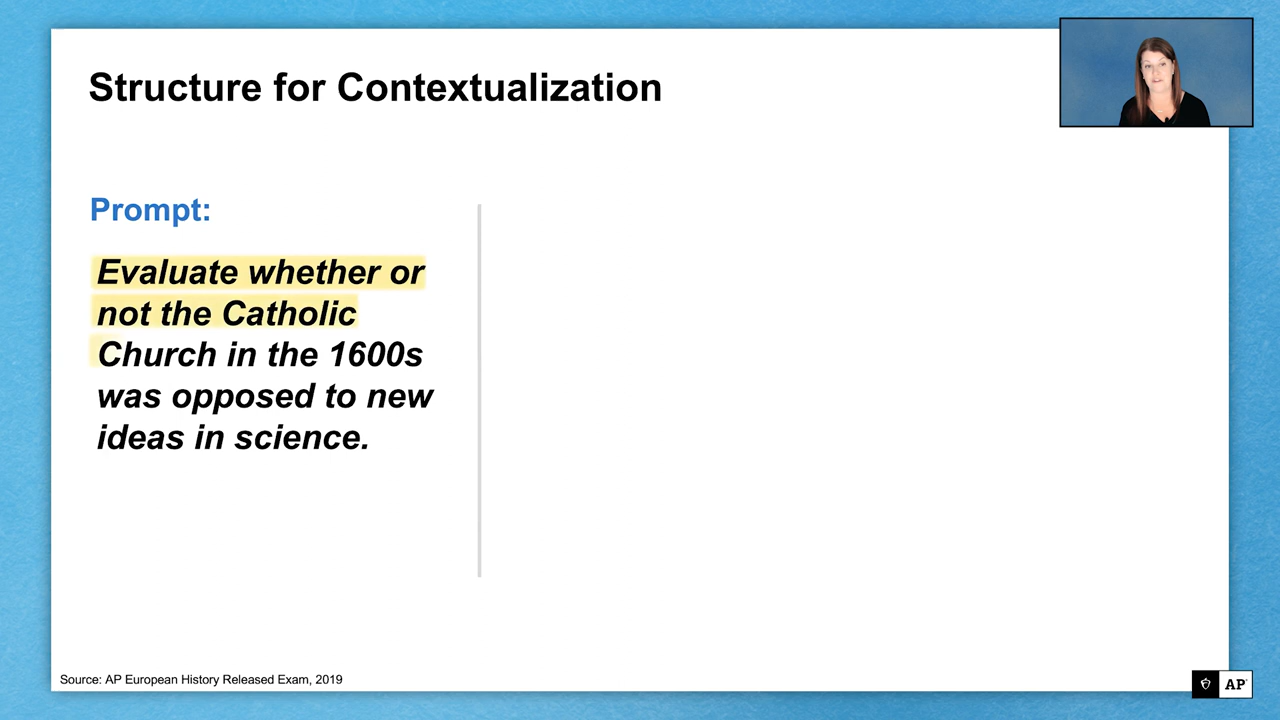 Structure for Contextualization
Prompt:
Evaluate whether or
not the Catholic
Church in the 1600s
was opposed to new
ideas in science.
Source: AP European History Released Exam, 2019
AP